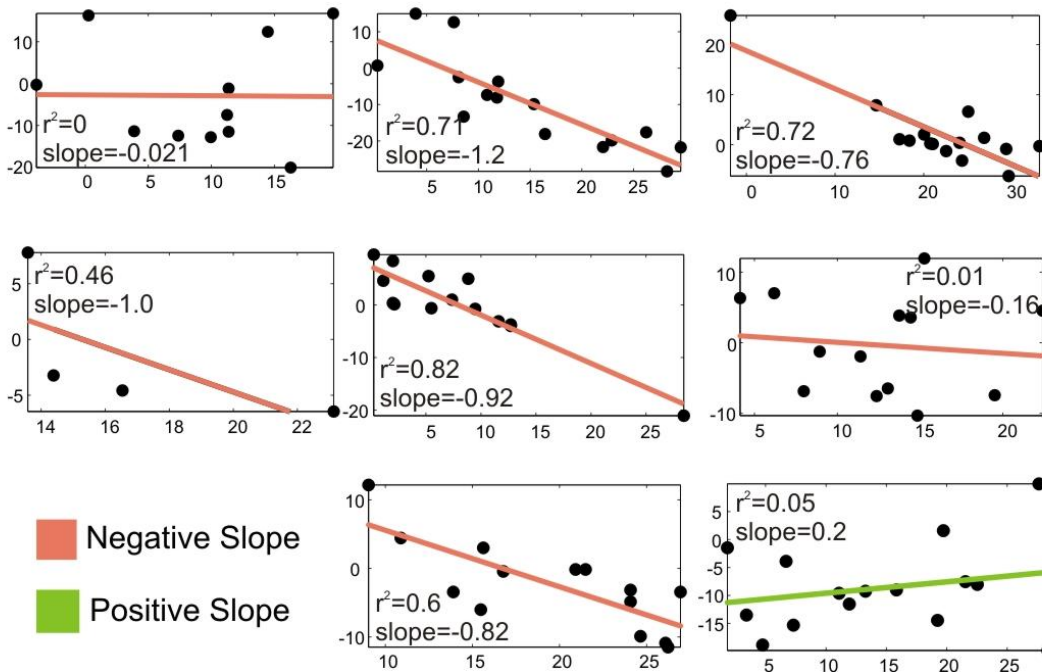 10
0
-10
-20
r²=0
slope=-0.021
0 5 10 15
10
0
-10
-20
r²=0.71
slope=-1.2
5 10 15 20 25
20
10
0
r²=0.72
slope=-0.76
0 10 20 30
5
0
-5
r²=0.46
slope=-1.0
14 16 18 20 22
0
-10
-20
r²=0.82
slope=-0.92
5 10 15 20 25
10
0
-10
r²=0.01
slope=-0.16
5 10 15 20
Negative Slope
Positive Slope
10
0
-10
r²=0.6
slope=-0.82
10 15 20 25
5
-5
-10
-15
r²=0.05
slope=0.2
5 10 15 20 25